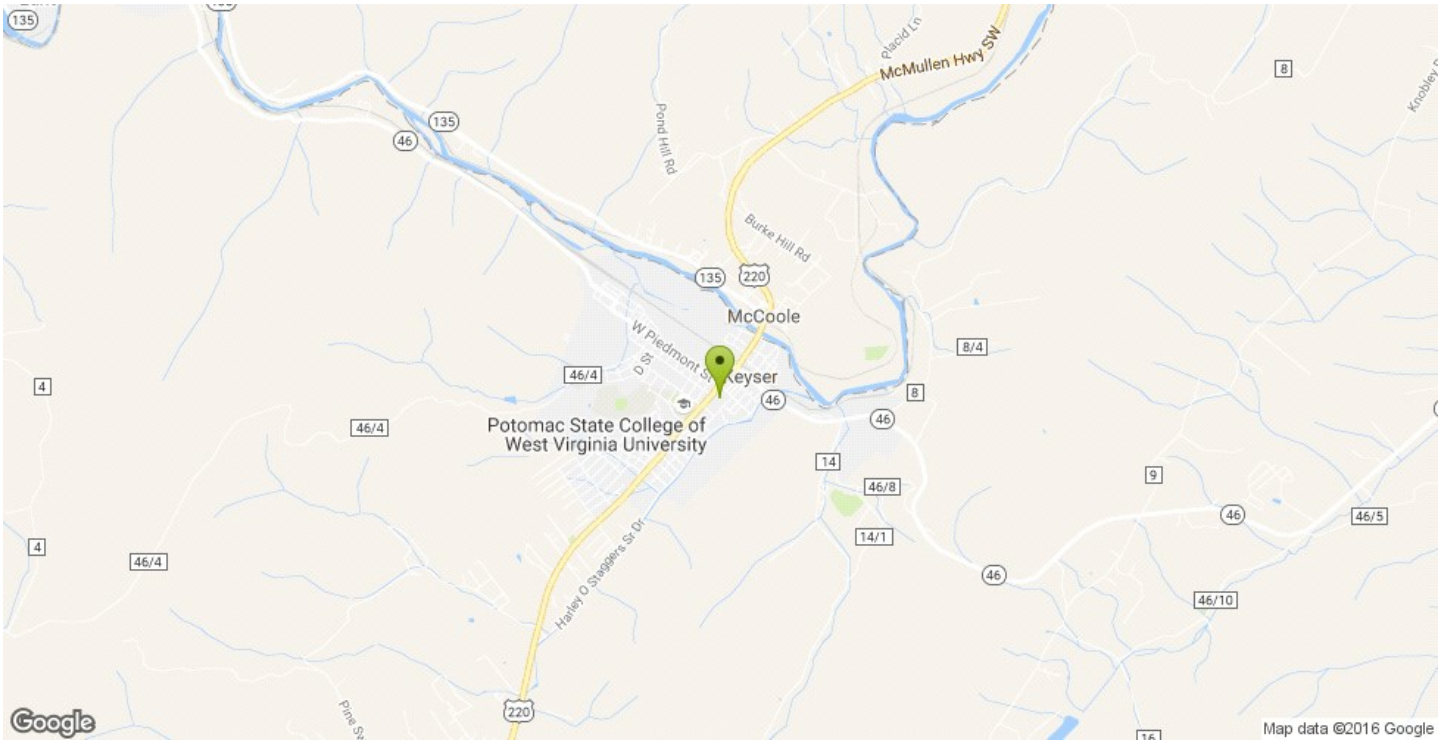 135
McMullen Hwy SW
Placid Ln
8
135
46
Pond Hill Rd
Burke Hill Rd
135
220
McCoole
W Piedmont St
D St
46/4
Keyser
8/4
4
46
8
46
46/4
Potomac State College of
West Virginia University
14
46/8
9
46
46/5
14/1
4
46/4
Harley O Staggers Sr Dr
46
46/10
220
16
Google
Map data ©2016 Google